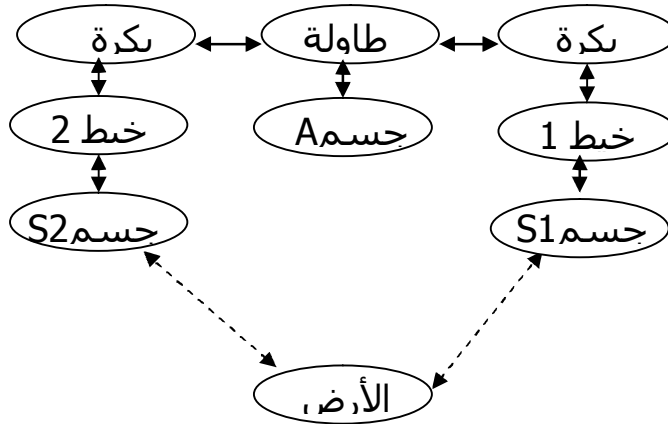 بكرة
طاولة
بكرة
خيط 1
جسمA
خيط 2
جسمS1
جسمS2
الأرض